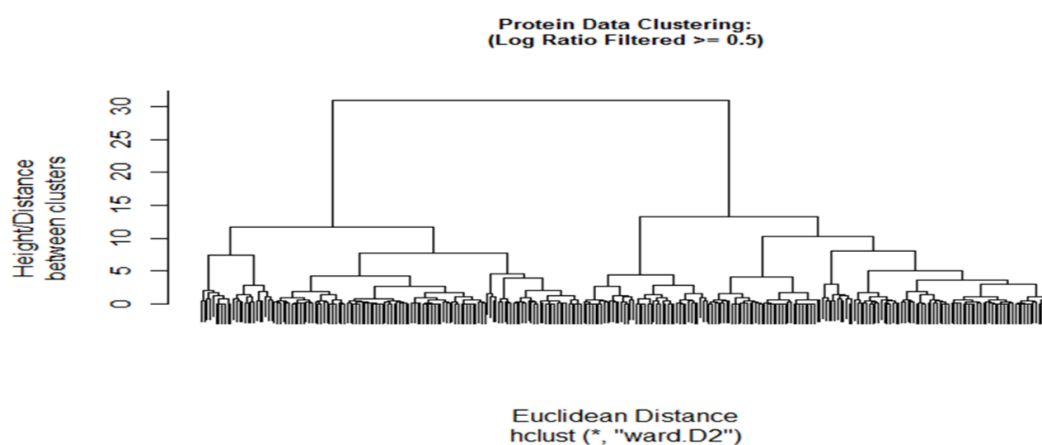 Protein Data Clustering:
(Log Ratio Filtered >= 0.5)
Height/Distance
between clusters
30
25
20
15
10
5
0
Euclidean Distance
hclust (*, "ward.D2")